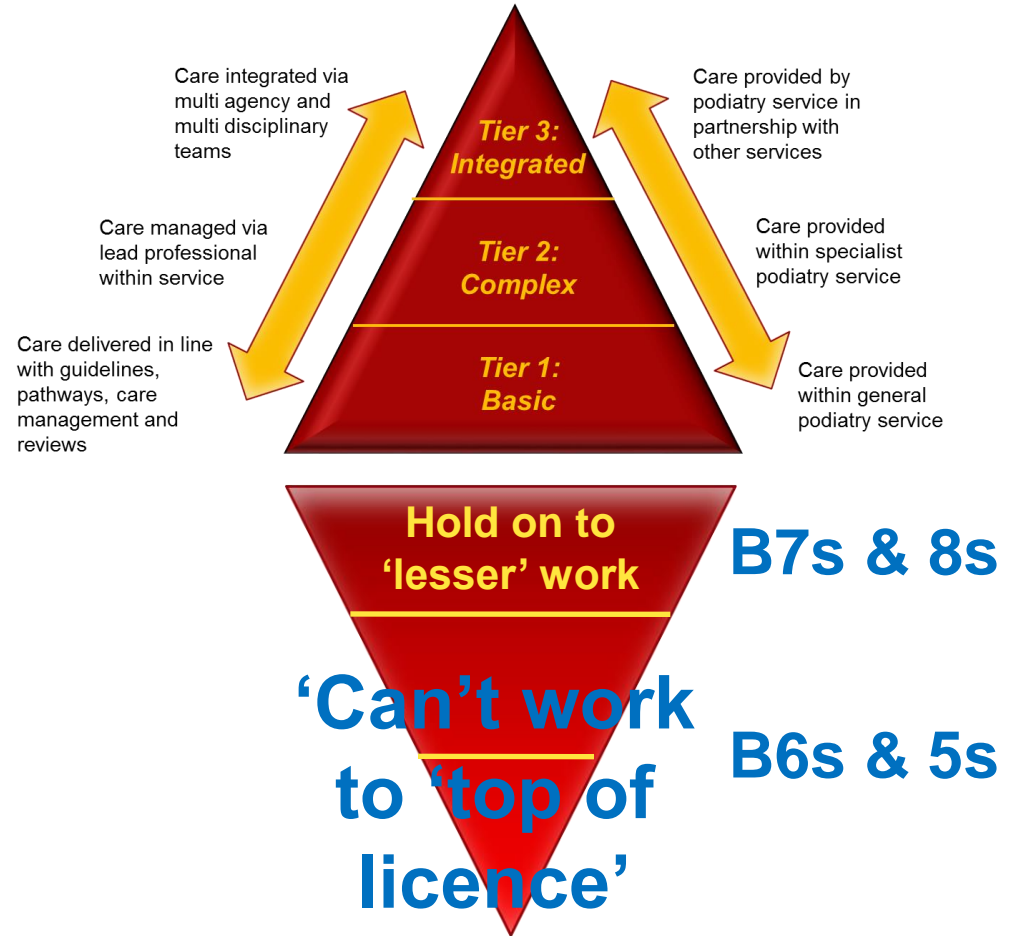 Care integrated via
multi agency and
multi disciplinary
teams
Care provided by
podiatry service in
partnership with
other services
Tier 3:
Integrated
Care managed via
lead professional
within service
Care provided
within specialist
podiatry service
Tier 2:
Complex
Care delivered in line
with guidelines,
pathways, care
management and
reviews
Tier 1:
Basic
Care provided
within general
podiatry service
Hold on to
‘lesser’ work
B7s & 8s
‘Can’t work
to ‘top of
licence’
B6s & 5s